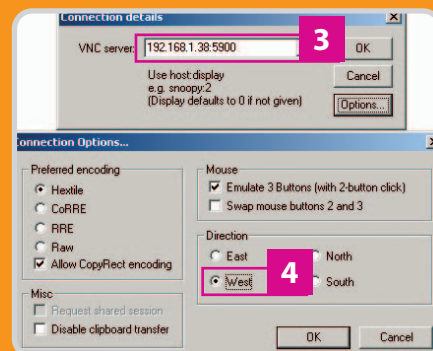 Connection details
VNC server: 192.168.1.38:5900
3
OK
Use host:display
e.g. snoopy:2
(Display defaults to 0 if not given)
Cancel
Options...
Connection Options...
Preferred encoding
Hextile
CoRRE
RRE
Raw
Allow CopyRect encoding
Mouse
Emulate 3 Buttons (with 2-button click)
Swap mouse buttons 2 and 3
Direction
East
North
West
4
South
Misc
Request shared session
Disable clipboard transfer
OK
Cancel